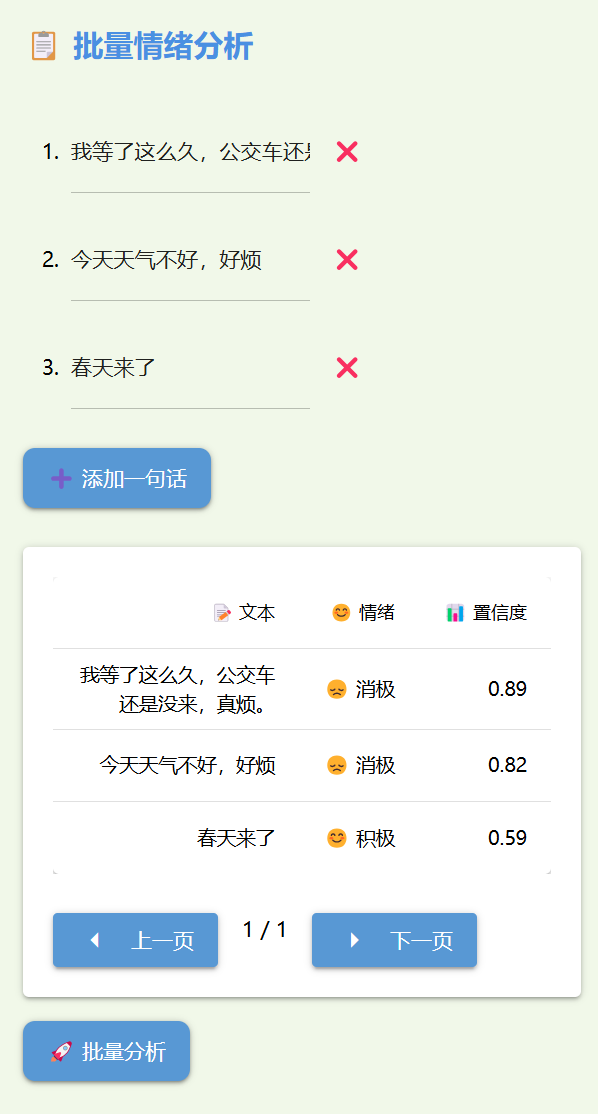 批量情绪分析
1. 我等了这么久，公交车还
2. 今天天气不好，好烦
3. 春天来了
添加一句话
文本 情绪 置信度
我等了这么久，公交车
还是没来，真烦。 消极 0.89
今天天气不好，好烦 消极 0.82
春天来了 积极 0.59
上一页 1 / 1 下一页
批量分析